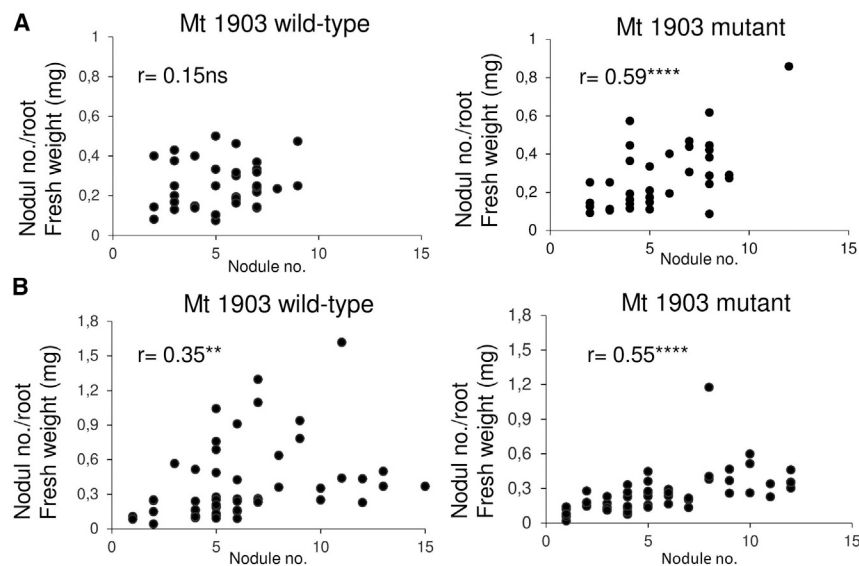 A
Mt 1903 wild-type
Nodul no./root
Fresh weight (mg)
1
0,8
0,6
0,4
0,2
0
r= 0.15ns
0
5
10
15
Nodule no.
Mt 1903 mutant
Nodul no./root
Fresh weight (mg)
1
0,8
0,6
0,4
0,2
0
r= 0.59****
0
5
10
15
Nodule no.
B
Mt 1903 wild-type
Nodul no./root
Fresh weight (mg)
1,8
1,5
1,2
0,9
0,6
0,3
0
r= 0.35**
0
5
10
15
Nodule no.
Mt 1903 mutant
Nodul no./root
Fresh weight (mg)
1,8
1,5
1,2
0,9
0,6
0,3
0
r= 0.55****
0
5
10
15
Nodule no.